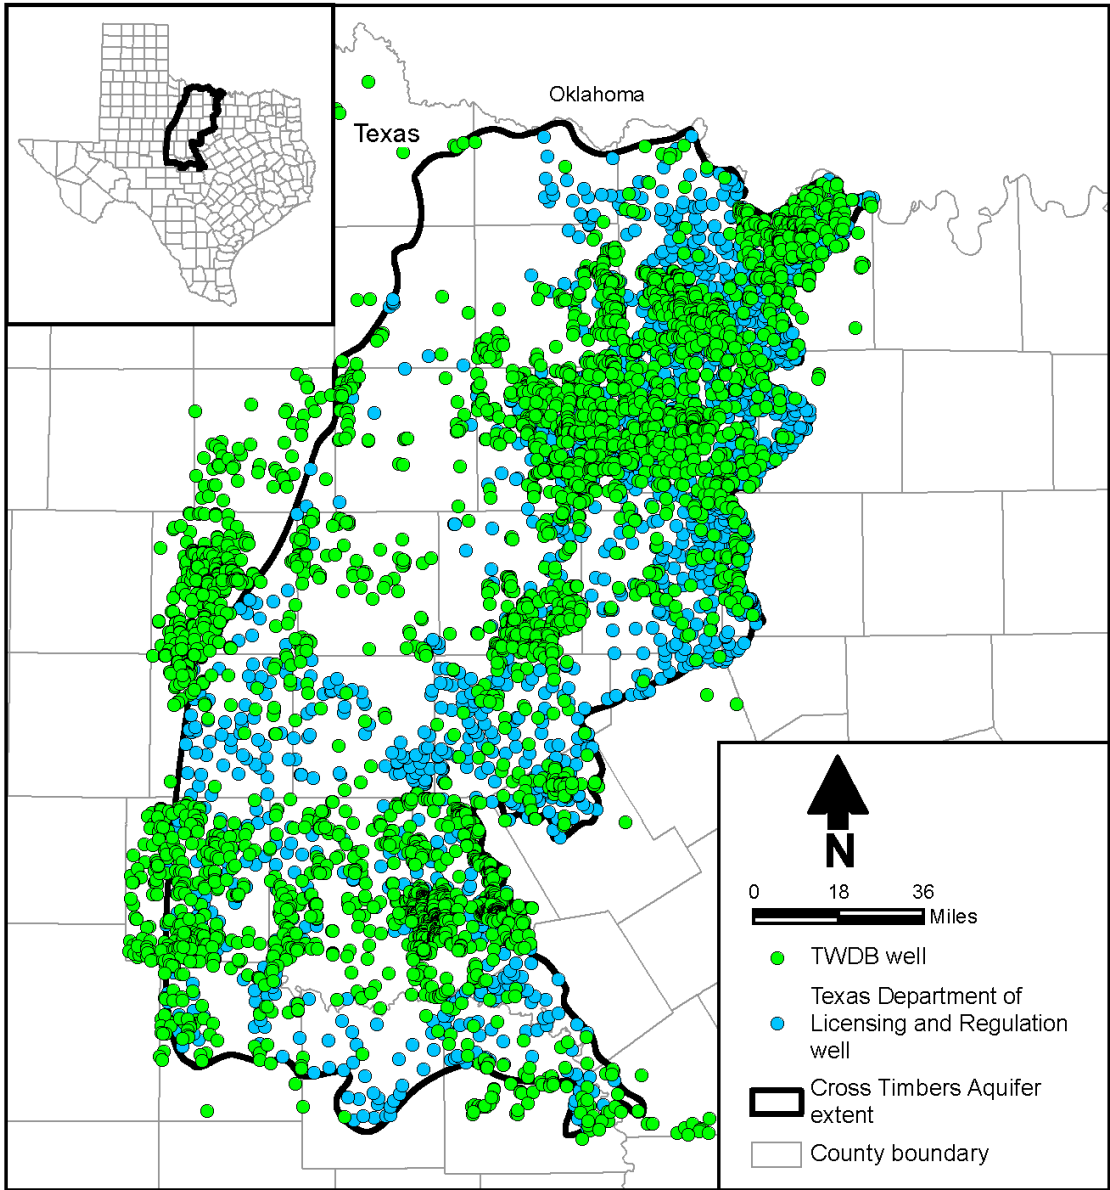 Oklahoma
Texas
N
0 18 36
Miles
TWDB well
Texas Department of
Licensing and Regulation
well
Cross Timbers Aquifer
extent
County boundary